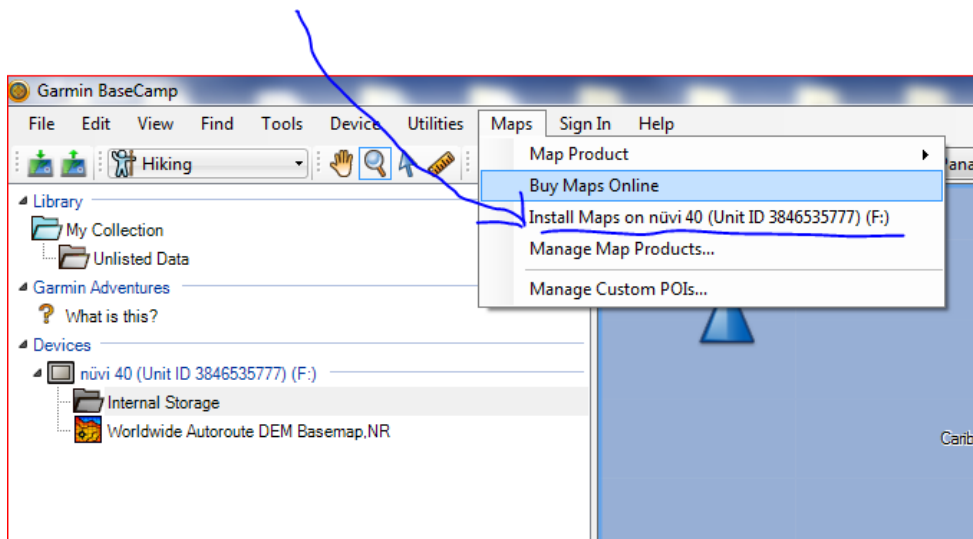 Garmin BaseCamp
File Edit View Find Tools Device Utilities Maps Sign In Help
Hiking
Map Product
Buy Maps Online
Install Maps on nüvi 40 (Unit ID 3846535777) (F:)
Manage Map Products...
Manage Custom POIs...
Library
My Collection
Unlisted Data
Garmin Adventures
? What is this?
Devices
nüvi 40 (Unit ID 3846535777) (F:)
Internal Storage
Worldwide Autoroute DEM Basemap,NR